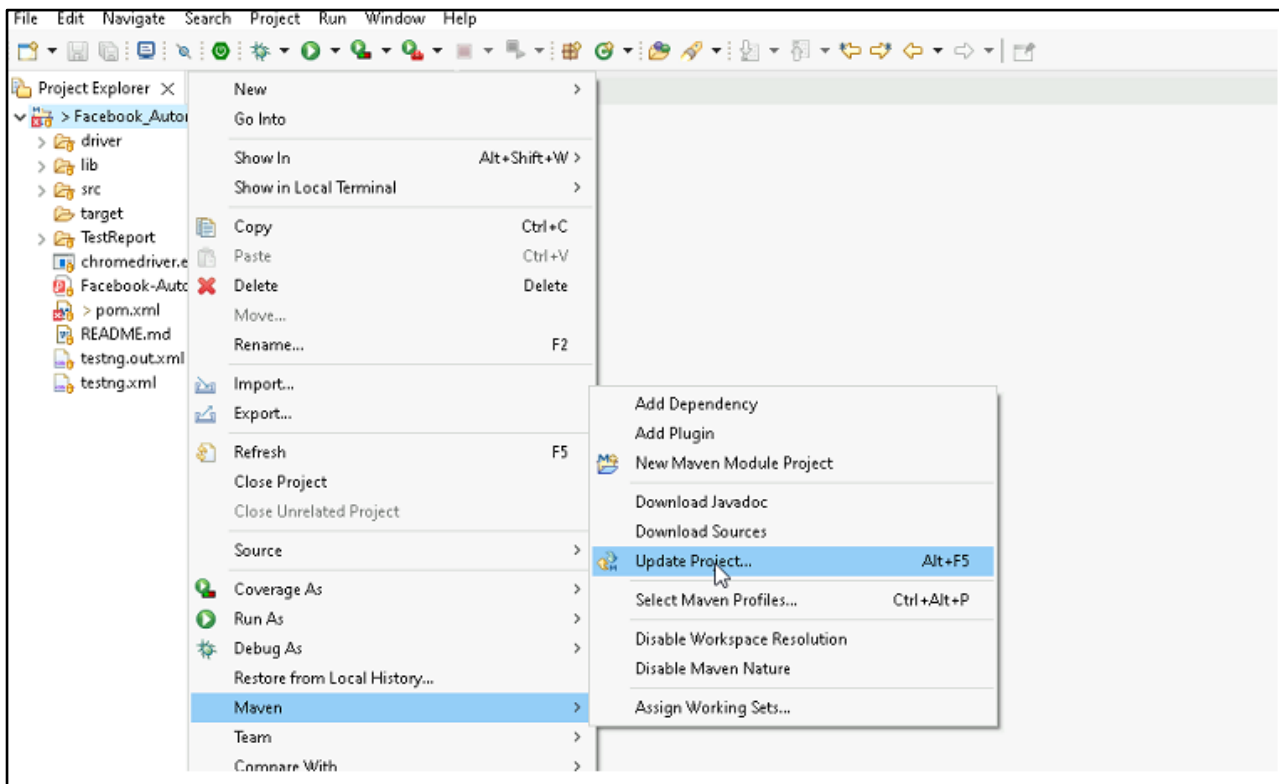 File Edit Navigate Search Project Run Window Help
Project Explorer
> Facebook_Autor
driver
lib
src
target
TestReport
chromedriver.e
Facebook-Auto
> pom.xml
README.md
testng.out.xml
testng.xml
New
Go Into
Show In Alt+Shift+W >
Show in Local Terminal
Copy Ctrl+C
Paste Ctrl+V
Delete Delete
Move...
Rename... F2
Import...
Export...
Refresh F5
Close Project
Close Unrelated Project
Source
Coverage As
Run As
Debug As
Restore from Local History...
Maven
Team
Compare With
Add Dependency
Add Plugin
New Maven Module Project
Download Javadoc
Download Sources
Update Project... Alt+F5
Select Maven Profiles... Ctrl+Alt+P
Disable Workspace Resolution
Disable Maven Nature
Assign Working Sets...